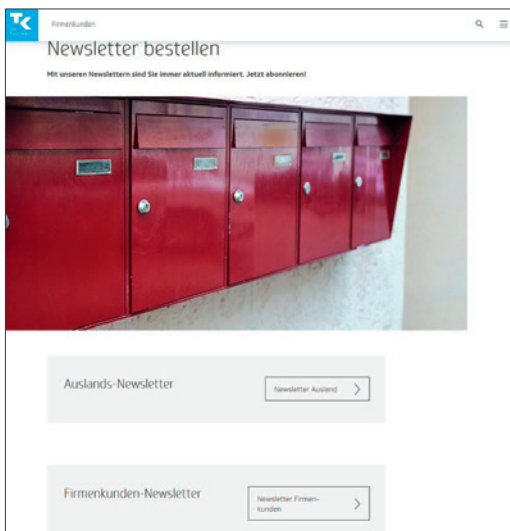 TK
Firmenkunden
Newsletter bestellen
Mit unseren Newslettern sind Sie immer aktuell informiert. Jetzt abonnieren!
Auslands-Newsletter
Newsletter Ausland
Firmenkunden-Newsletter
Newsletter Firmen-
kunden